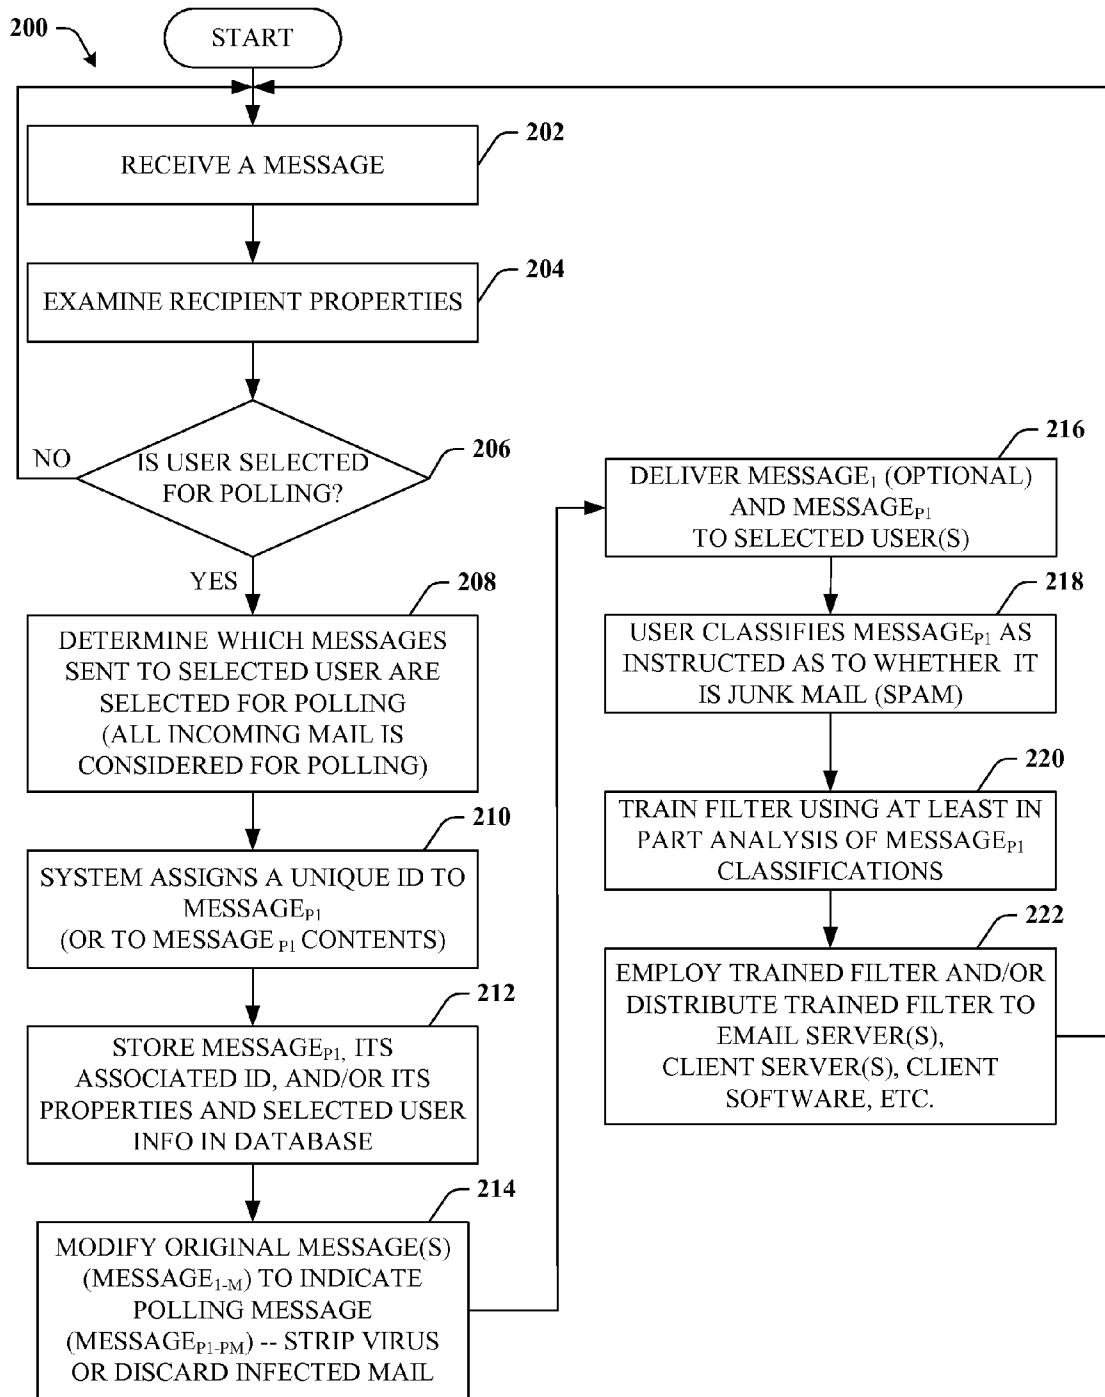 200
START
202
RECEIVE A MESSAGE
204
EXAMINE RECIPIENT PROPERTIES
206
IS USER SELECTED
FOR POLLING?
NO
YES
208
DETERMINE WHICH MESSAGES
SENT TO SELECTED USER ARE
SELECTED FOR POLLING
(ALL INCOMING MAIL IS
CONSIDERED FOR POLLING)
210
SYSTEM ASSIGNS A UNIQUE ID TO
MESSAGEP1
(OR TO MESSAGE P1 CONTENTS)
212
STORE MESSAGEP1, ITS
ASSOCIATED ID, AND/OR ITS
PROPERTIES AND SELECTED USER
INFO IN DATABASE
214
MODIFY ORIGINAL MESSAGE(S)
(MESSAGE1-M) TO INDICATE
POLLING MESSAGE
(MESSAGEP1-PM) -- STRIP VIRUS
OR DISCARD INFECTED MAIL
216
DELIVER MESSAGE1 (OPTIONAL)
AND MESSAGEP1
TO SELECTED USER(S)
218
USER CLASSIFIES MESSAGEP1 AS
INSTRUCTED AS TO WHETHER IT
IS JUNK MAIL (SPAM)
220
TRAIN FILTER USING AT LEAST IN
PART ANALYSIS OF MESSAGEP1
CLASSIFICATIONS
222
EMPLOY TRAINED FILTER AND/OR
DISTRIBUTE TRAINED FILTER TO
EMAIL SERVER(S),
CLIENT SERVER(S), CLIENT
SOFTWARE, ETC.